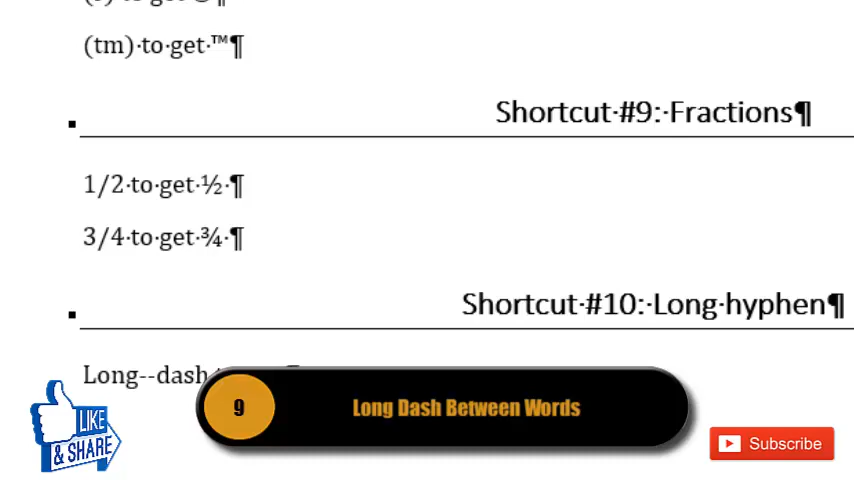 (tm)·to·get·™¶
Shortcut·#9:·Fractions¶
1/2·to·get·½·¶
3/4·to·get·¾·¶
Shortcut·#10:·Long·hyphen¶
Long--dash
9 Long Dash Between Words
LIKE
& SHARE
Subscribe